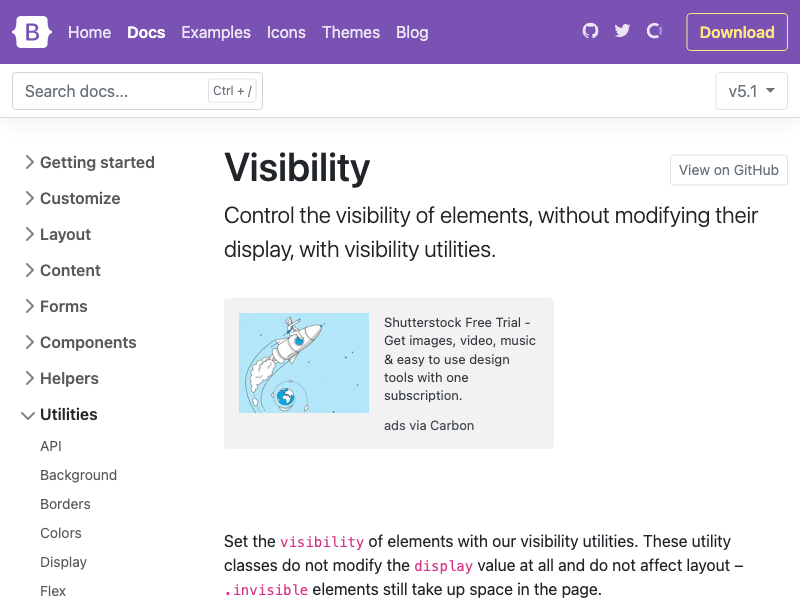 B Home Docs Examples Icons Themes Blog Download
Search docs... Ctrl + / v5.1
Getting started
Customize
Layout
Content
Forms
Components
Helpers
Utilities
API
Background
Borders
Colors
Display
Flex
Visibility
View on GitHub
Control the visibility of elements, without modifying their
display, with visibility utilities.
Shutterstock Free Trial -
Get images, video, music
& easy to use design
tools with one
subscription.
ads via Carbon
Set the visibility of elements with our visibility utilities. These utility
classes do not modify the display value at all and do not affect layout –
.invisible elements still take up space in the page.